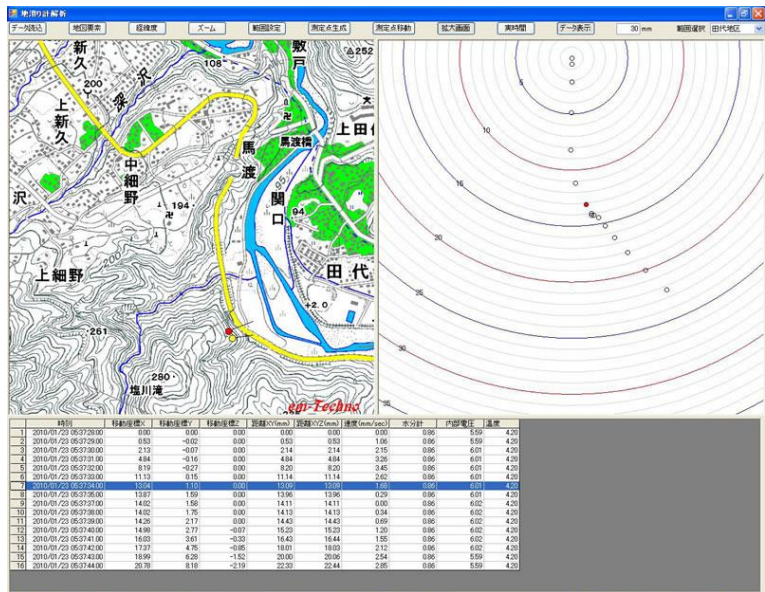 地滑り計解析
データ読込 地図要素 経緯度 ズーム 範囲設定 測定点生成 測定点移動 拡大画面 実時間 データ表示 30 mm 範囲選択 田代地区
新久
200
深沢
上新久
中細野
沢
194
上細野
261
280
塩川滝
108
敷戸
252
馬渡橋
上田
馬渡
95
関口
94
田代
+2.0
em-Techno
5
10
15
20
25
30
35
時刻 移動座標X 移動座標Y 移動座標Z 距離XY(mm) 距離XYZ(mm) 速度(mm/sec) 水分計 内部電圧 温度
1 2010/01/23 05:37:28:00 0.00 0.00 0.00 0.00 0.00 0.00 0.86 5.59 4.20
2 2010/01/23 05:37:29:00 0.53 -0.02 0.00 0.53 0.53 1.06 0.86 5.59 4.20
3 2010/01/23 05:37:30:00 2.13 -0.07 0.00 2.14 2.14 2.15 0.86 6.01 4.20
4 2010/01/23 05:37:31:00 4.84 -0.16 0.00 4.84 4.84 3.26 0.86 6.01 4.20
5 2010/01/23 05:37:32:00 8.19 -0.27 0.00 8.20 8.20 3.45 0.86 6.01 4.20
6 2010/01/23 05:37:33:00 11.13 0.15 0.00 11.14 11.14 2.62 0.86 6.01 4.20
7 2010/01/23 05:37:34:00 13.04 1.10 0.00 13.09 13.09 1.68 0.86 6.01 4.20
8 2010/01/23 05:37:35:00 13.87 1.59 0.00 13.96 13.96 0.29 0.86 6.01 4.20
9 2010/01/23 05:37:37:00 14.02 1.58 0.00 14.11 14.11 0.00 0.86 6.02 4.20
10 2010/01/23 05:37:38:00 14.02 1.75 0.00 14.13 14.13 0.34 0.86 6.02 4.20
11 2010/01/23 05:37:39:00 14.26 2.17 0.00 14.43 14.43 0.69 0.86 6.02 4.20
12 2010/01/23 05:37:40:00 14.98 2.77 -0.07 15.23 15.23 1.20 0.86 6.02 4.20
13 2010/01/23 05:37:41:00 16.03 3.61 -0.33 16.43 16.44 1.55 0.86 6.02 4.20
14 2010/01/23 05:37:42:00 17.37 4.75 -0.85 18.01 18.03 2.12 0.86 5.59 4.20
15 2010/01/23 05:37:43:00 18.99 6.28 -1.52 20.00 20.06 2.54 0.86 5.59 4.20
16 2010/01/23 05:37:44:00 20.78 8.18 -2.19 22.33 22.44 2.85 0.86 5.59 4.20